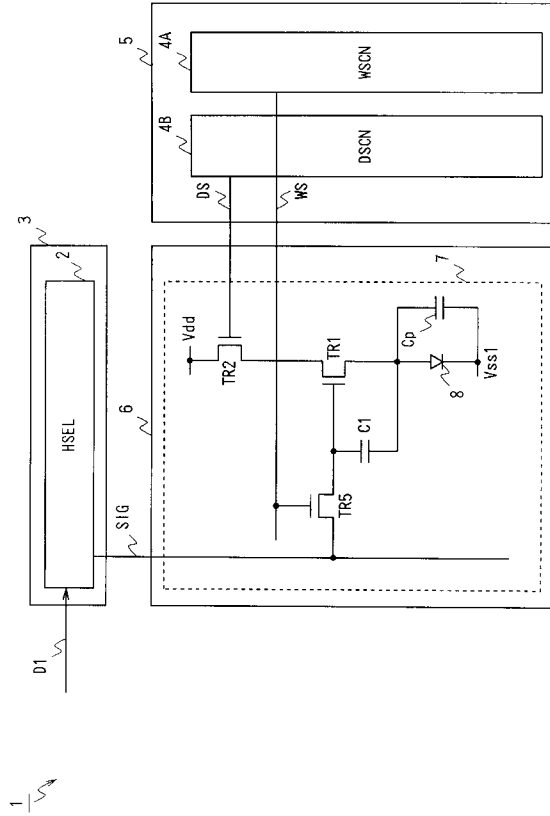 1
D1
3
2
HSEL
SIG
6
5
4A
WSCN
4B
DSCN
DS
WS
7
Vdd
TR2
TR1
Cp
C1
TR5
8
Vss1